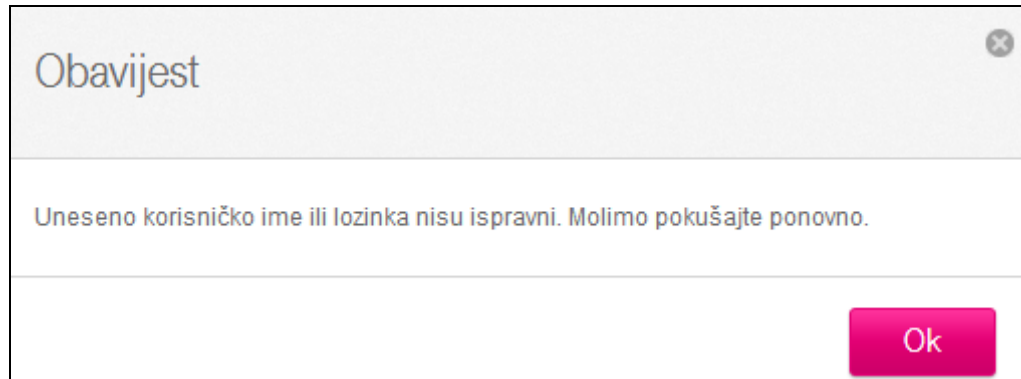 Obavijest
Uneseno korisničko ime ili lozinka nisu ispravni. Molimo pokušajte ponovno.
Ok